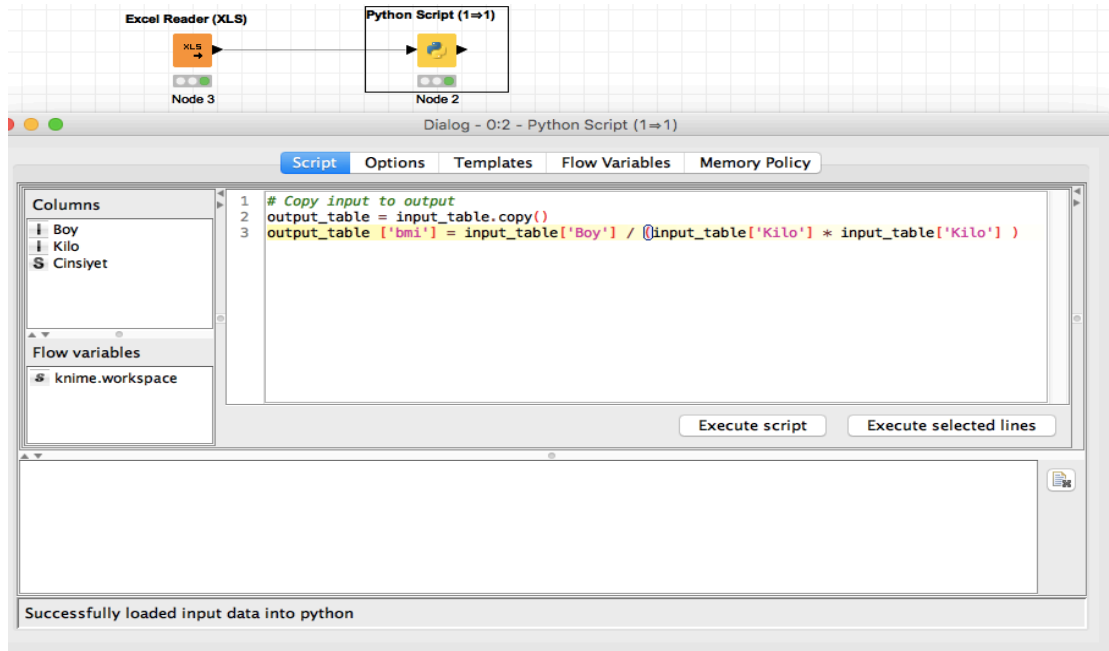 Excel Reader (XLS)
Python Script (1⇒1)
XLS
Node 3
Node 2
Dialog - 0:2 - Python Script (1⇒1)
Script Options Templates Flow Variables Memory Policy
Columns
I Boy
I Kilo
S Cinsiyet
Flow variables
s knime.workspace
1 # Copy input to output
2 output_table = input_table.copy()
3 output_table ['bmi'] = input_table['Boy'] / (input_table['Kilo'] * input_table['Kilo'] )
Execute script Execute selected lines
Successfully loaded input data into python